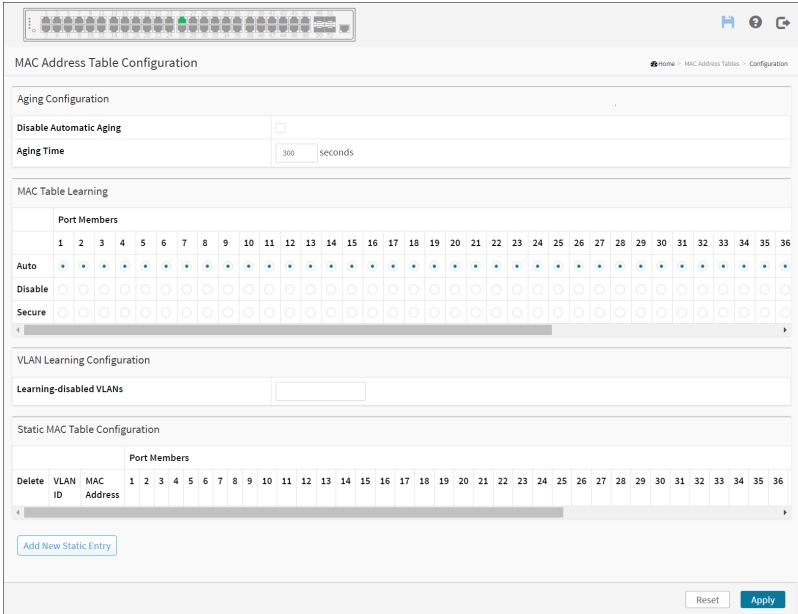 MAC Address Table Configuration
Home > MAC Address Tables > Configuration
Aging Configuration
Disable Automatic Aging
Aging Time 300 seconds
MAC Table Learning
Port Members
1 2 3 4 5 6 7 8 9 10 11 12 13 14 15 16 17 18 19 20 21 22 23 24 25 26 27 28 29 30 31 32 33 34 35 36
Auto
Disable
Secure
VLAN Learning Configuration
Learning-disabled VLANs
Static MAC Table Configuration
Port Members
Delete VLAN ID MAC Address 1 2 3 4 5 6 7 8 9 10 11 12 13 14 15 16 17 18 19 20 21 22 23 24 25 26 27 28 29 30 31 32 33 34 35 36
Add New Static Entry
Reset Apply